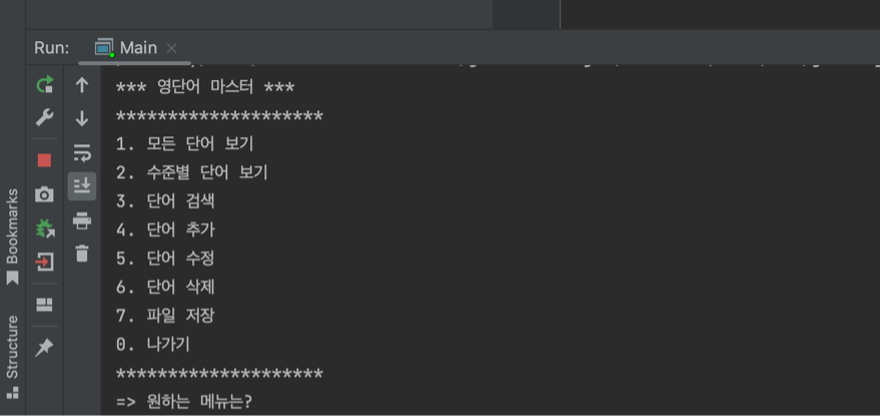 Run:
Main
*** 영단어 마스터 ***
********************
1. 모든 단어 보기
2. 수준별 단어 보기
3. 단어 검색
4. 단어 추가
5. 단어 수정
6. 단어 삭제
7. 파일 저장
0. 나가기
********************
=> 원하는 메뉴는?
Bookmarks
Structure